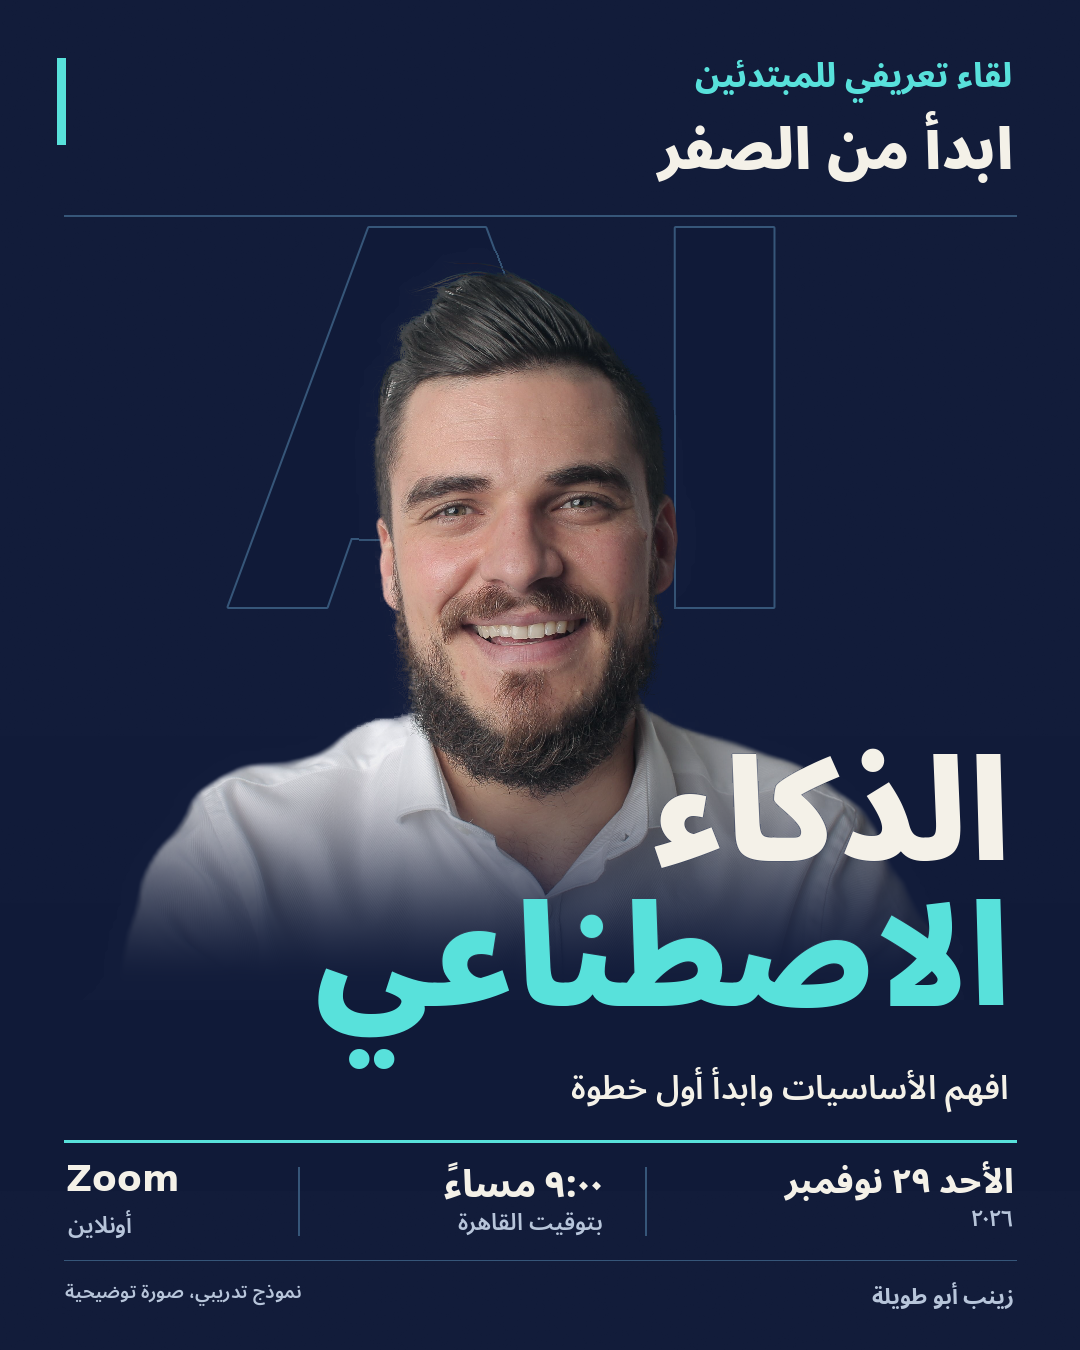 لقاء تعريفي للمبتدئين
ابدأ من الصفر
AI
الذكاء
الاصطناعي
افهم الأساسيات وابدأ أول خطوة
الأحد ٢٩ نوفمبر
٢٠٢٦
٩:٠٠ مساءً
بتوقيت القاهرة
Zoom
أونلاين
زينب أبو طويلة
نموذج تدريبي، صورة توضيحية